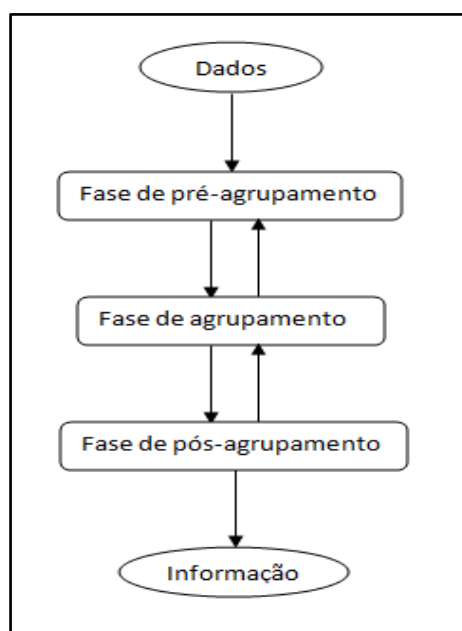 Dados
Fase de pré-agrupamento
Fase de agrupamento
Fase de pós-agrupamento
Informação